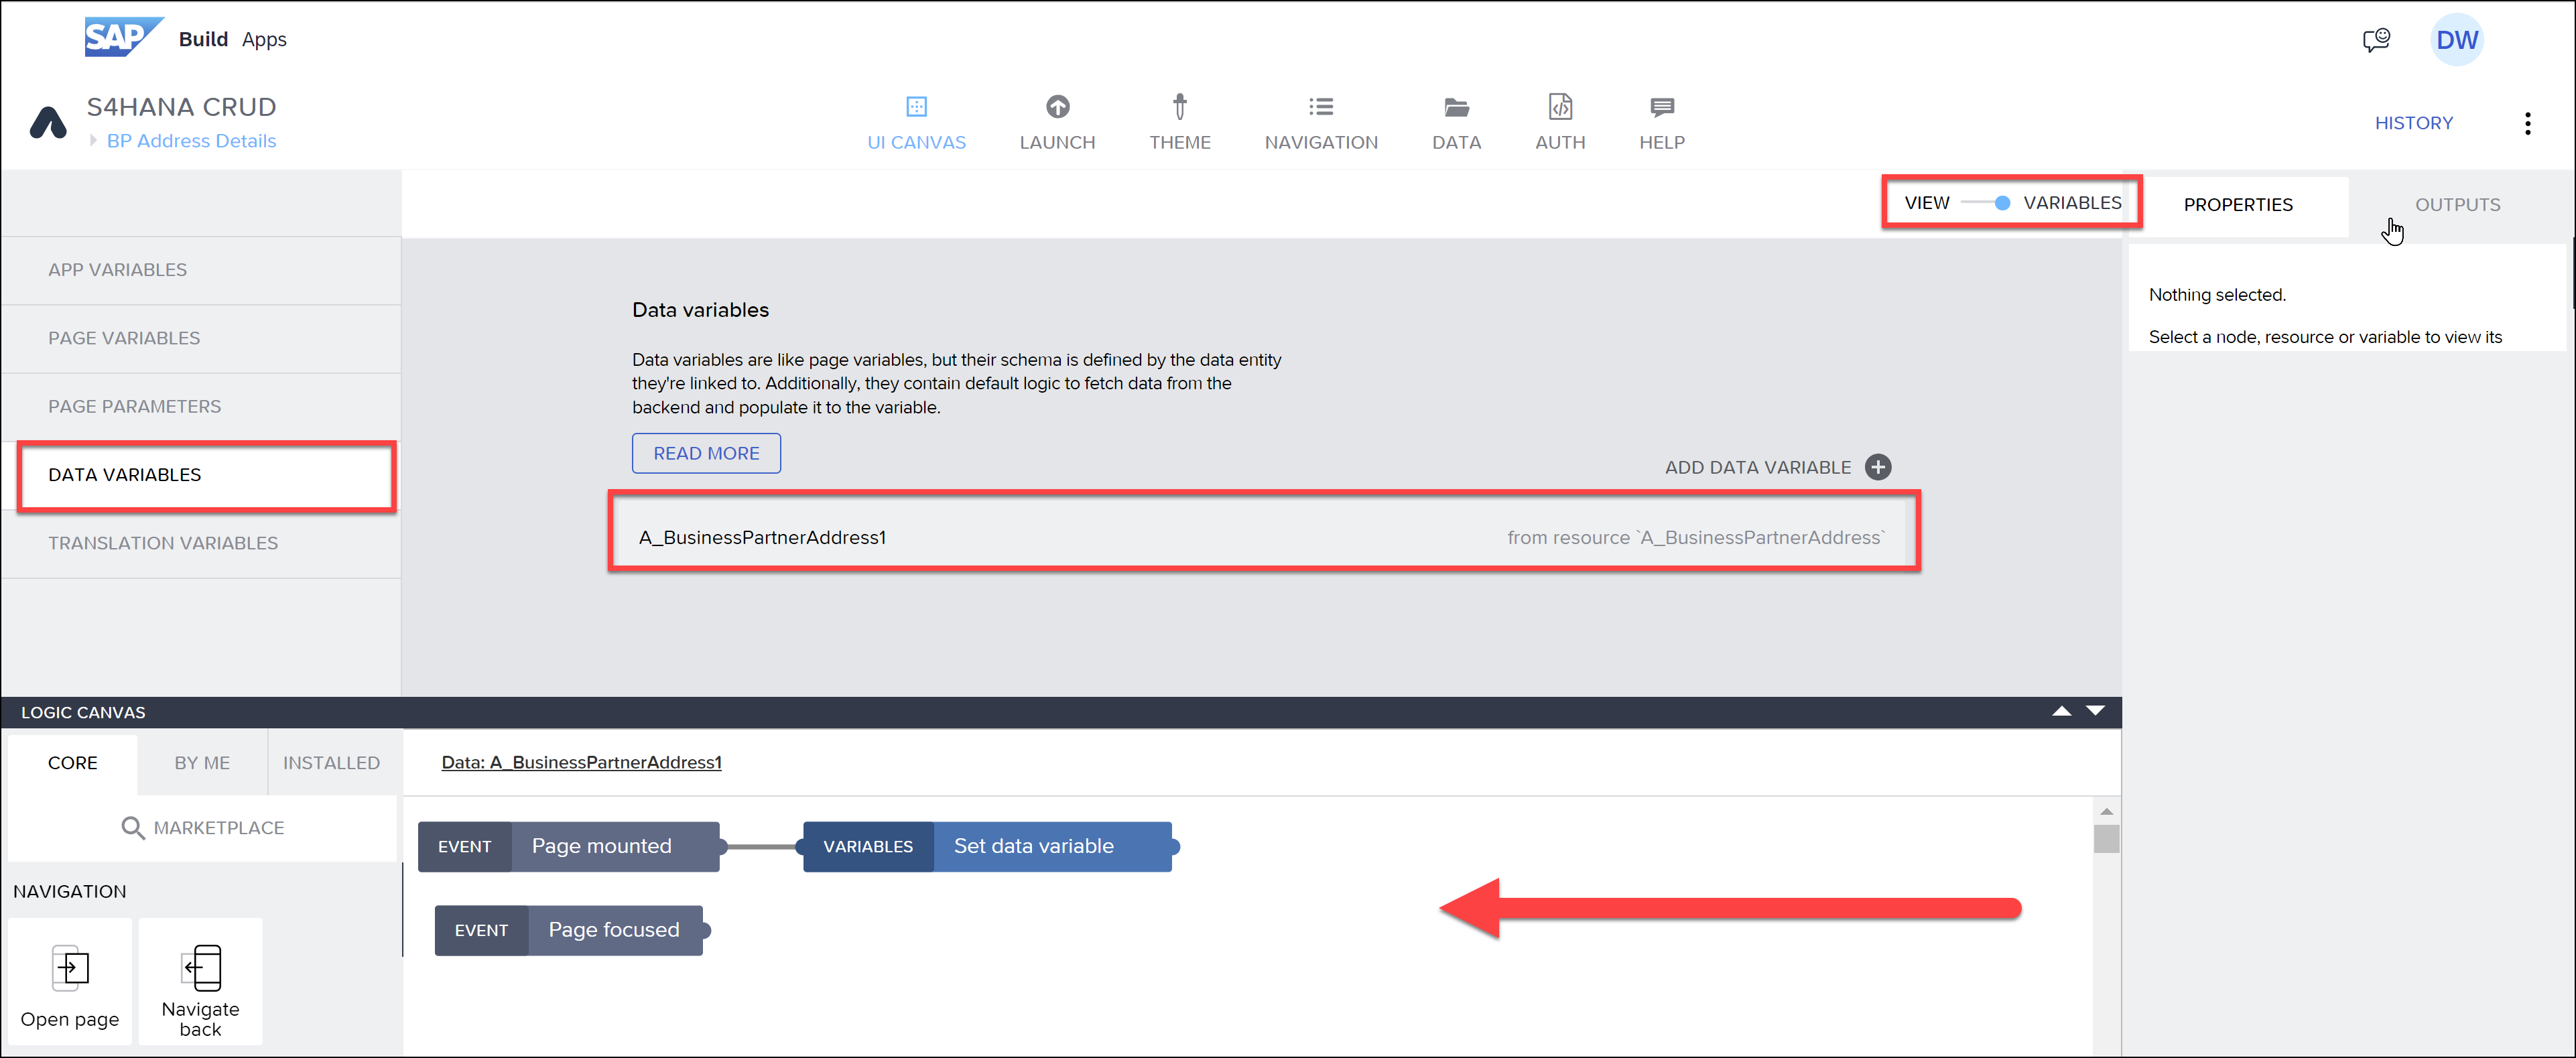 SAP Build Apps
DW
S4HANA CRUD
BP Address Details
UI CANVAS LAUNCH THEME NAVIGATION DATA AUTH HELP
HISTORY
VIEW VARIABLES
PROPERTIES OUTPUTS
APP VARIABLES
PAGE VARIABLES
PAGE PARAMETERS
DATA VARIABLES
TRANSLATION VARIABLES
Data variables
Data variables are like page variables, but their schema is defined by the data entity
they're linked to. Additionally, they contain default logic to fetch data from the
backend and populate it to the variable.
READ MORE
ADD DATA VARIABLE
A_BusinessPartnerAddress1 from resource `A_BusinessPartnerAddress`
Nothing selected.
Select a node, resource or variable to view its
LOGIC CANVAS
CORE BY ME INSTALLED
MARKETPLACE
NAVIGATION
Open page
Navigate
back
Data: A_BusinessPartnerAddress1
EVENT Page mounted VARIABLES Set data variable
EVENT Page focused